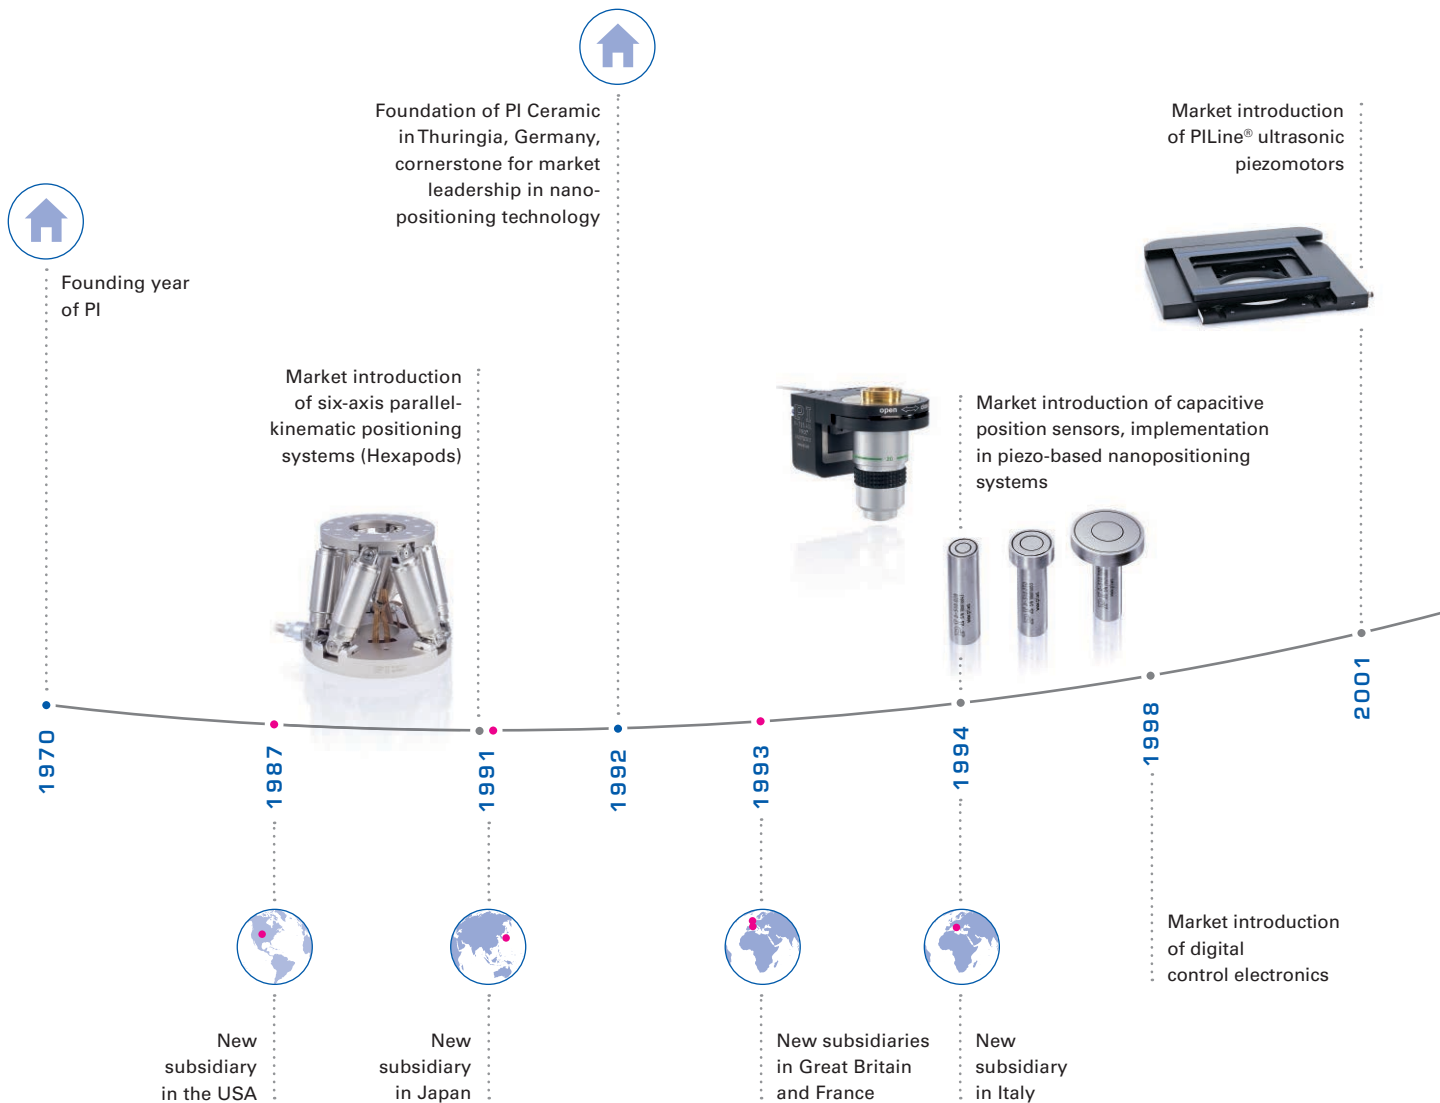 Foundation of PI Ceramic
in Thuringia, Germany,
cornerstone for market
leadership in nano-
positioning technology
Market introduction
of PILine® ultrasonic
piezomotors
Founding year
of PI
Market introduction
of six-axis parallel-
kinematic positioning
systems (Hexapods)
open
Market introduction of capacitive
position sensors, implementation
in piezo-based nanopositioning
systems
1970
1987
1991
1992
1993
1994
1998
2001
Market introduction
of digital
control electronics
New
subsidiary
in the USA
New
subsidiary
in Japan
New subsidiaries
in Great Britain
and France
New
subsidiary
in Italy